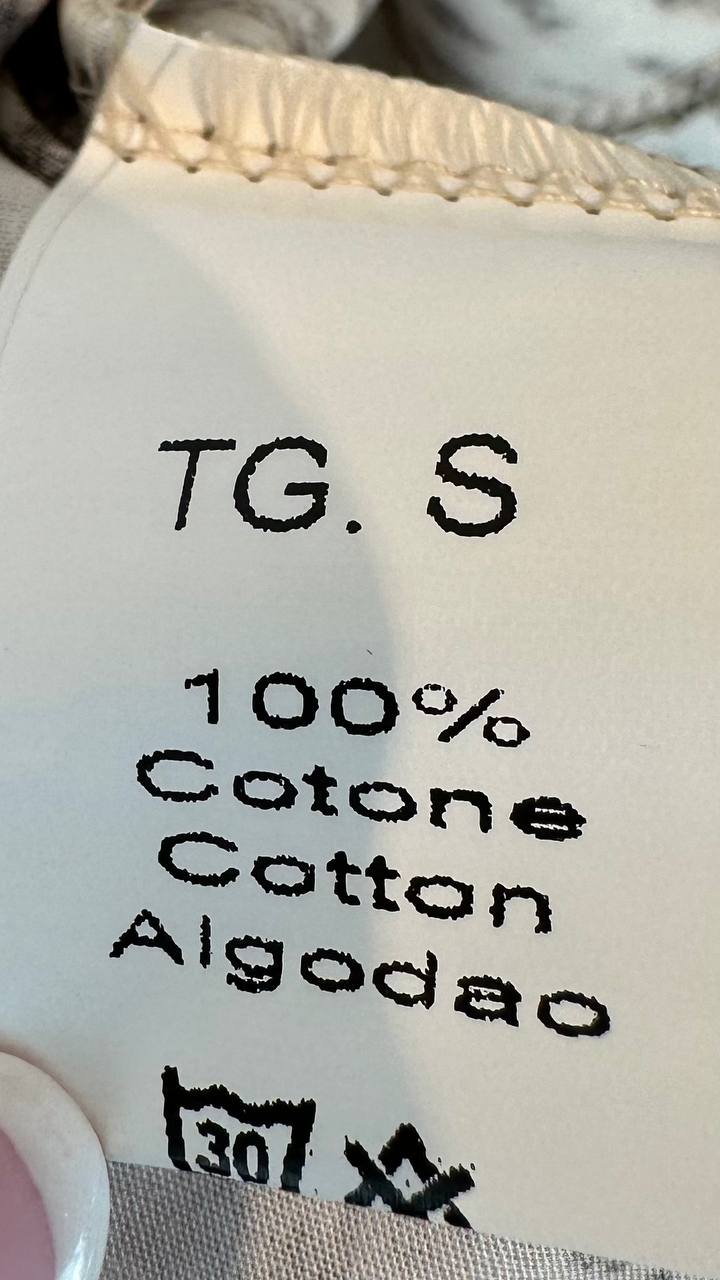 TG. S
100%
Cotone
Cotton
Algodao
30